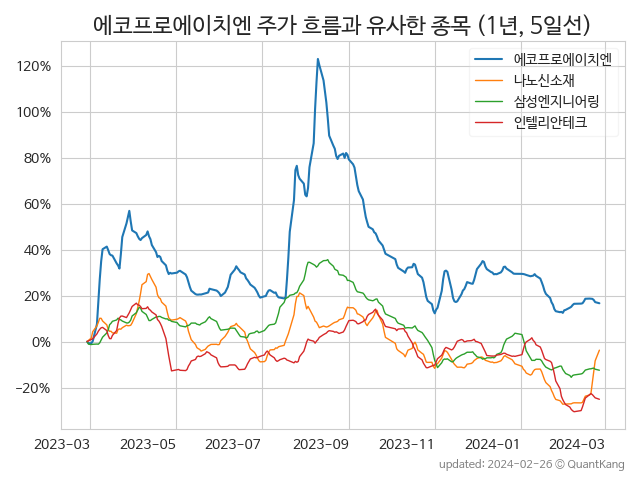 에코프로에이치엔 주가 흐름과 유사한 종목 (1년, 5일선)
에코프로에이치엔
나노신소재
삼성엔지니어링
인텔리안테크
120%
100%
80%
60%
40%
20%
0%
−20%
2023-03 2023-05 2023-07 2023-09 2023-11 2024-01 2024-03
updated: 2024-02-26 © QuantKang